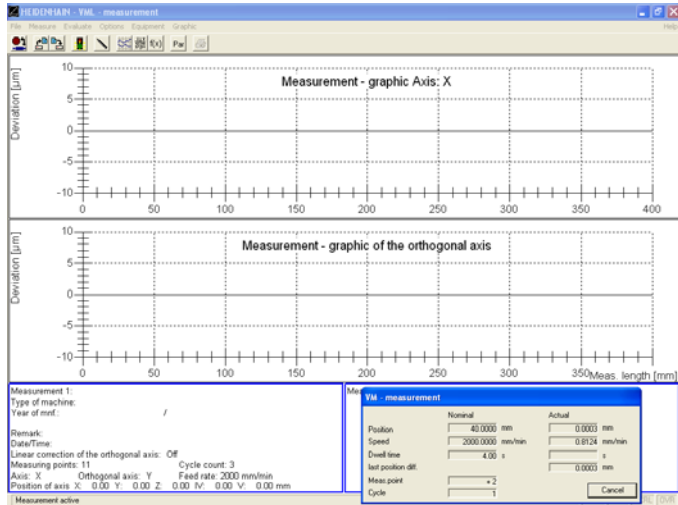 HEIDENHAIN - VML - measurement
File Measure Evaluate Options Equipment Graphic Help
f(x) Par
Measurement - graphic Axis: X
Deviation [µm]
10
5
0
-5
-10
0 50 100 150 200 250 300 350 400
Measurement - graphic of the orthogonal axis
Deviation [µm]
10
5
0
-5
-10
0 50 100 150 200 250 300 350 Meas. length [mm]
Measurement 1:
Type of machine:
Year of mnf.: /
Remark:
Date/Time:
Linear correction of the orthogonal axis: Off
Measuring points: 11 Cycle count: 3
Axis: X Orthogonal axis: Y Feed rate: 2000 mm/min
Position of axis X: 0.00 Y: 0.00 Z: 0.00 IV: 0.00 V: 0.00 mm
Mea
VM - measurement
Nominal Actual
Position 40.0000 mm 0.0003 mm
Speed 2000.0000 mm/min 0.8124 mm/min
Dwell time 4.00 s s
last position diff. 0.0003 mm
Meas.point + 2
Cycle 1
Cancel
Measurement active OVR